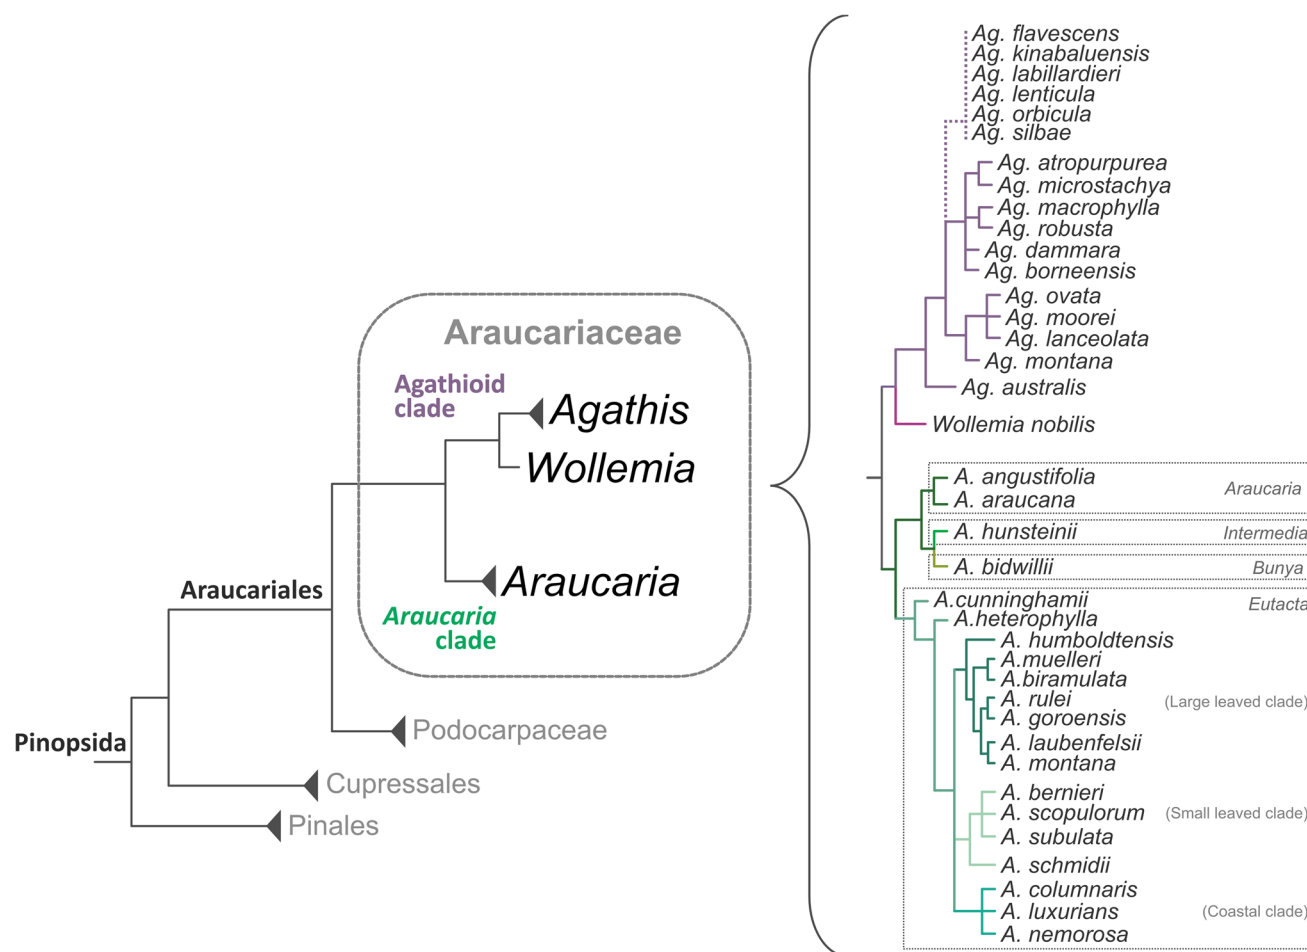 Araucariaceae
Agathioid
clade
Agathis
Wollemia
Araucaria
Araucaria
clade
Araucariales
Podocarpaceae
Pinopsida
Cupressales
Pinales
Ag. flavescens
Ag. kinabaluensis
Ag. labillardieri
Ag. lenticula
Ag. orbicula
Ag. silbae
Ag. atropurpurea
Ag. microstachya
Ag. macrophylla
Ag. robusta
Ag. dammara
Ag. borneensis
Ag. ovata
Ag. moorei
Ag. lanceolata
Ag. montana
Ag. australis
Wollemia nobilis
A. angustifolia
Araucaria
A. araucana
A. hunsteinii Intermedia
A. bidwillii Bunya
A.cunninghamii Eutacta
A.heterophylla
A. humboldtensis
A.muelleri
A.biramulata
A. rulei (Large leaved clade)
A. goroensis
A. laubenfelsii
A. montana
A. bernieri
A. scopulorum (Small leaved clade)
A. subulata
A. schmidii
A. columnaris
A. luxurians (Coastal clade)
A. nemorosa